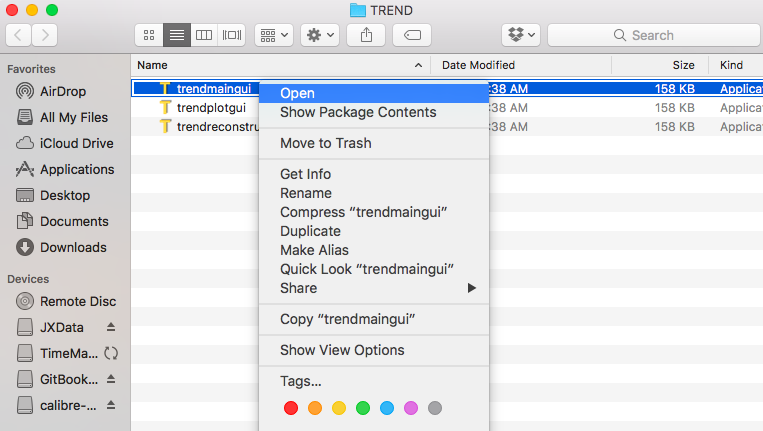 TREND
Search
Name Date Modified Size Kind
Favorites
AirDrop
All My Files
iCloud Drive
Applications
Desktop
Documents
Downloads
Devices
Remote Disc
JXData
TimeMa...
GitBook...
calibre-...
trendmaingui :38 AM 158 KB Applica
trendplotgui :38 AM 158 KB Applica
trendreconstru :38 AM 158 KB Applica
Open
Show Package Contents
Move to Trash
Get Info
Rename
Compress “trendmaingui”
Duplicate
Make Alias
Quick Look “trendmaingui”
Share
Copy “trendmaingui”
Show View Options
Tags...